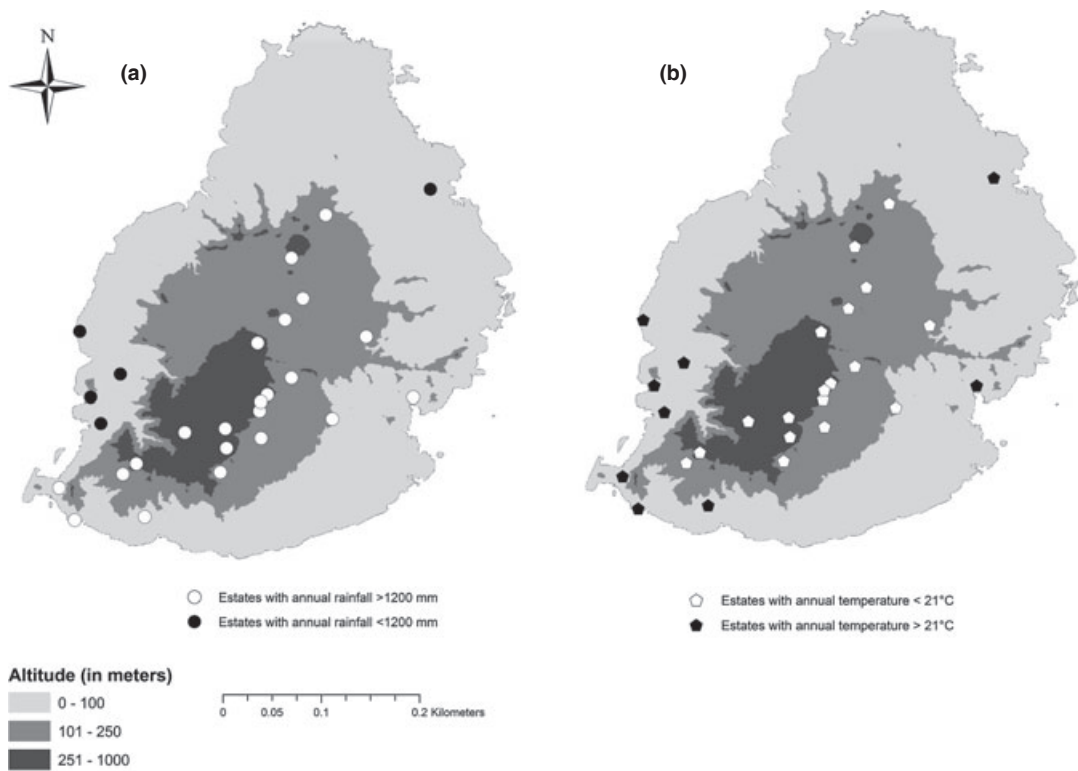 N
(a)
(b)
Estates with annual rainfall >1200 mm
Estates with annual rainfall <1200 mm
Estates with annual temperature < 21°C
Estates with annual temperature > 21°C
Altitude (in meters)
0 - 100
101 - 250
251 - 1000
0 0.05 0.1 0.2 Kilometers